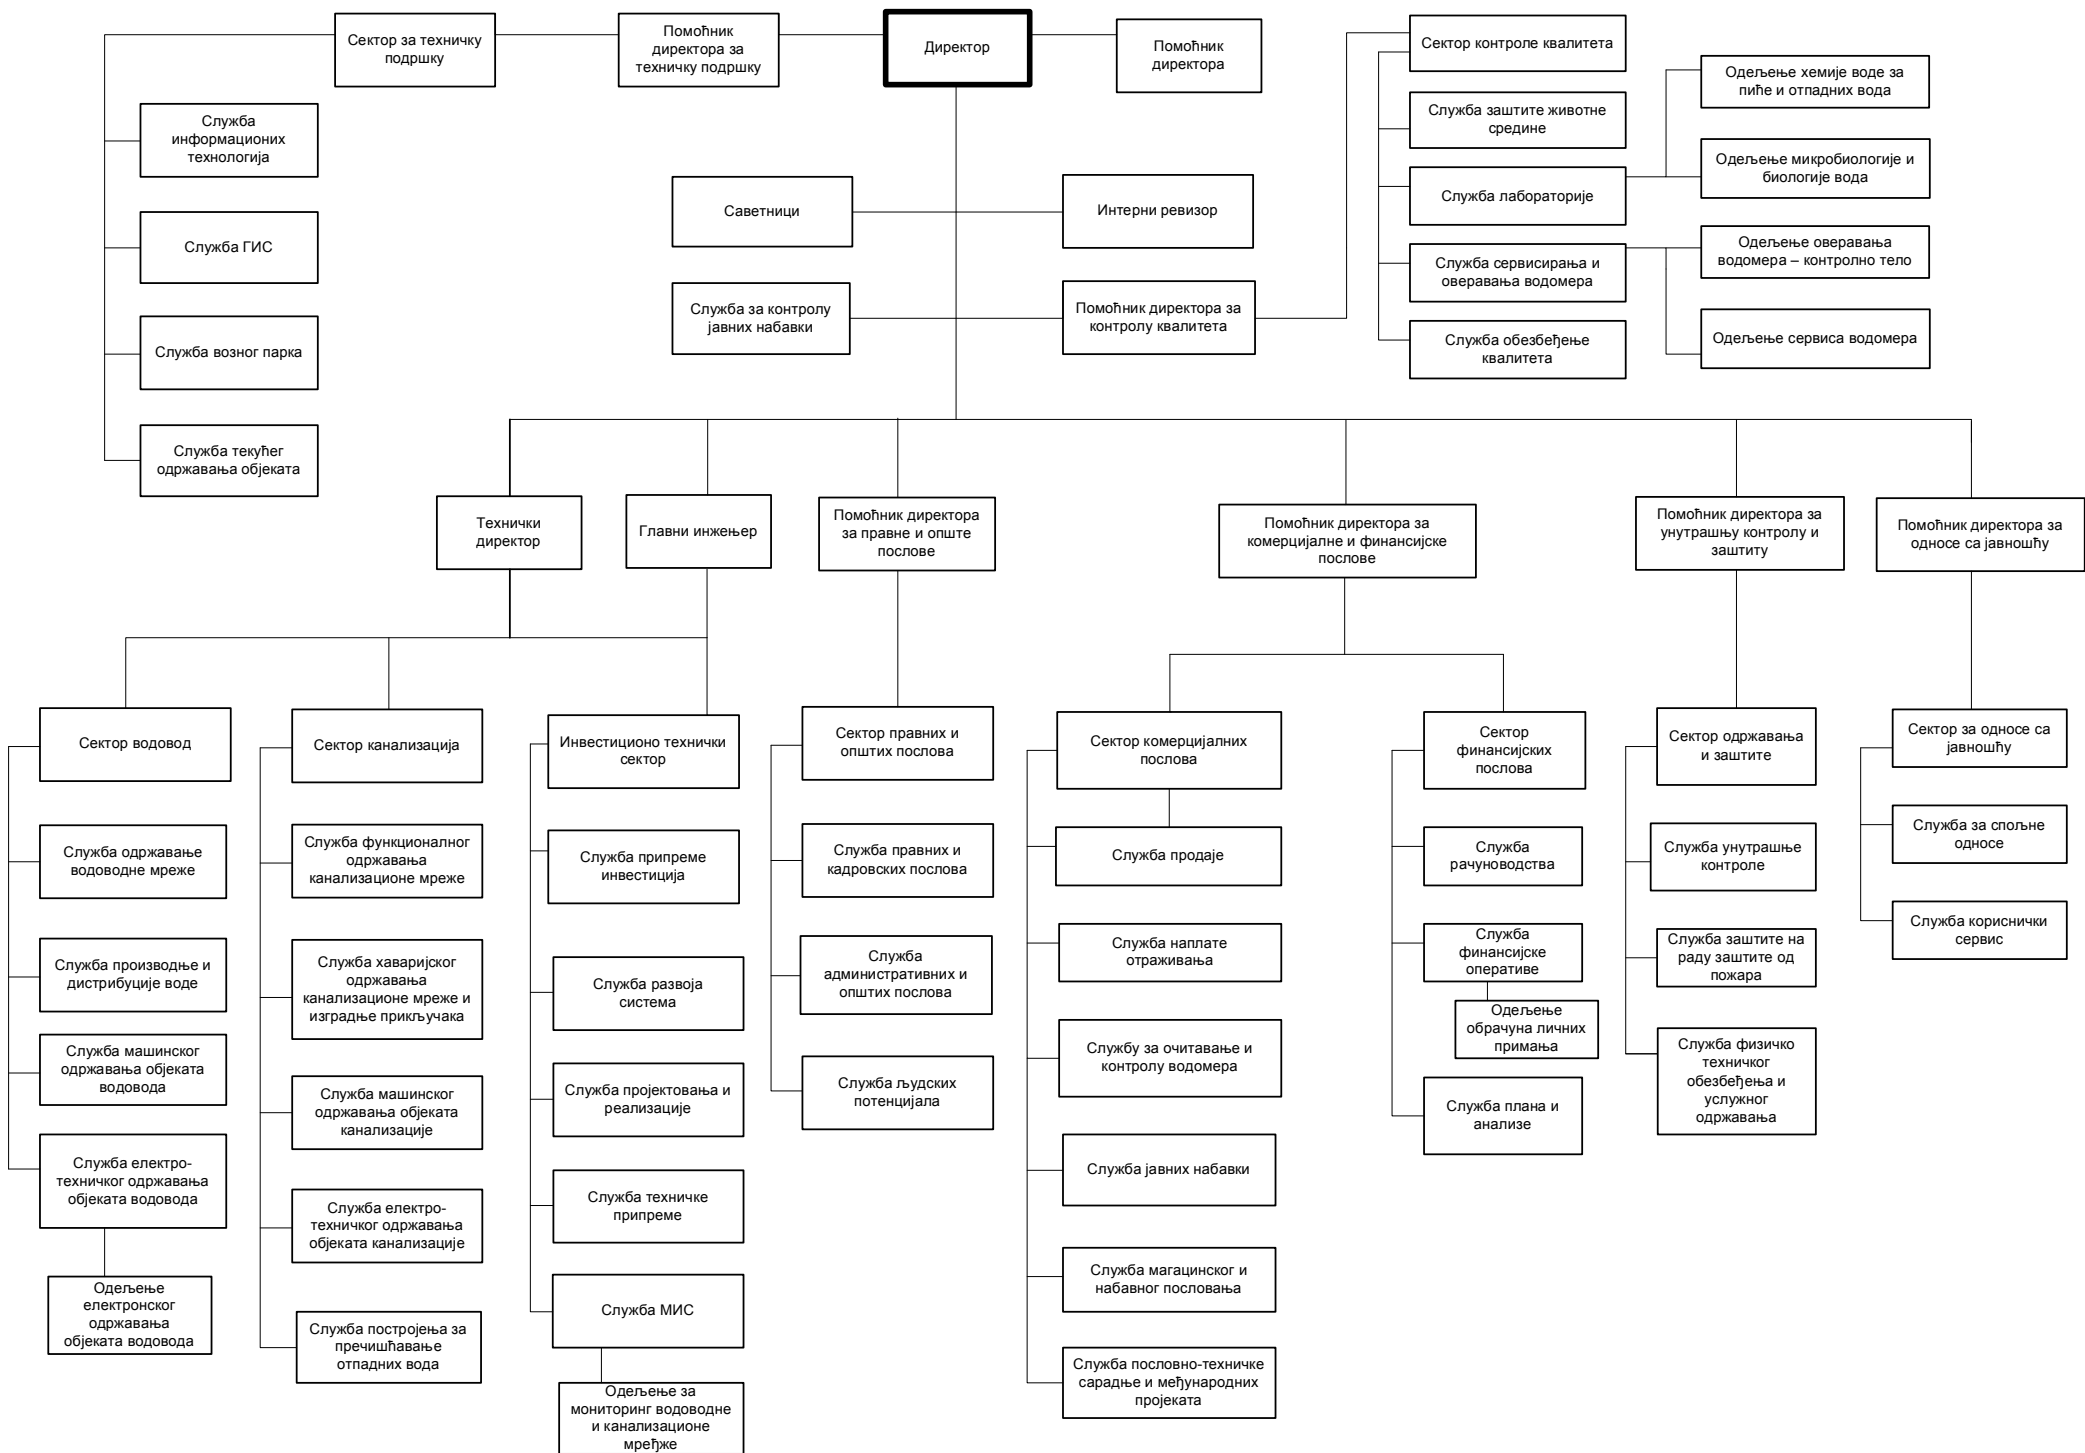 Сектор за техничку
подршку
Помоћник
директора за
техничку подршку
Директор
Помоћник
директора
Сектор контроле квалитета
Одељење хемије воде за
пиће и отпадних вода
Служба
информационих
технологија
Служба заштите животне
средине
Одељење микробиологије и
биологије вода
Саветници
Интерни ревизор
Служба лабораторије
Служба ГИС
Служба сервисирања и
оверавања водомера
Одељење оверавања
водомера – контролно тело
Служба за контролу
јавних набавки
Помоћник директора за
контролу квалитета
Служба возног парка
Служба обезбеђење
квалитета
Одељење сервиса водомера
Служба текућег
одржавања објеката
Технички
директор
Главни инжењер
Помоћник директора
за правне и опште
послове
Помоћник директора за
комерцијалне и финансијске
послове
Помоћник директора за
унутрашњу контролу и
заштиту
Помоћник директора за
односе са јавношћу
Сектор водовод
Сектор канализација
Инвестиционо технички
сектор
Сектор правних и
општих послова
Сектор комерцијалних
послова
Сектор
финансијских
послова
Сектор одржавања
и заштите
Сектор за односе са
јавношћу
Служба одржавање
водоводне мреже
Служба функционалног
одржавања
канализационе мреже
Служба припреме
инвестиција
Служба правних и
кадровских послова
Служба продаје
Служба
рачуноводства
Служба унутрашње
контроле
Служба за спољне
односе
Служба производње и
дистрибуције воде
Служба хаваријског
одржавања
канализационе мреже и
изградње прикључака
Служба развоја
система
Служба
административних и
општих послова
Служба наплате
отраживања
Служба
финансијске
оперативе
Одељење
обрачуна личних
примања
Служба заштите на
раду заштите од
пожара
Служба кориснички
сервис
Служба машинског
одржавања објеката
водовода
Служба машинског
одржавања објеката
канализације
Служба пројектовања и
реализације
Служба људских
потенцијала
Службу за очитавање и
контролу водомера
Служба плана и
анализе
Служба физичко
техничког
обезбеђења и
услужног
одржавања
Служба електро-
техничког одржавања
објеката водовода
Служба електро-
техничког одржавања
објеката канализације
Служба техничке
припреме
Служба јавних набавки
Одељење
електронског
одржавања
објеката водовода
Служба постројења за
пречишћавање
отпадних вода
Служба МИС
Служба магацинског и
набавног пословања
Одељење за
мониторинг водоводне
и канализационе
мређже
Служба пословно-техничке
сарадње и међународних
пројеката